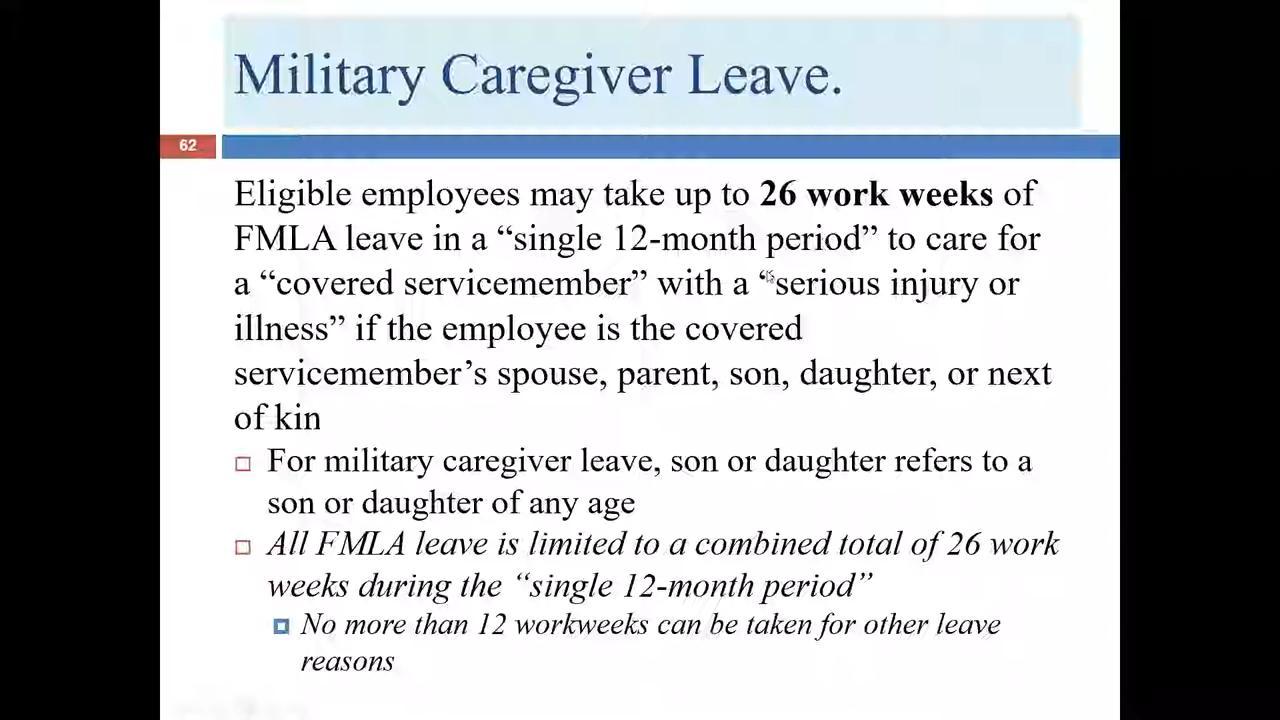 Military Caregiver Leave.
62
Eligible employees may take up to 26 work weeks of
FMLA leave in a “single 12-month period” to care for
a “covered servicemember” with a “serious injury or
illness” if the employee is the covered
servicemember’s spouse, parent, son, daughter, or next
of kin
For military caregiver leave, son or daughter refers to a
son or daughter of any age
All FMLA leave is limited to a combined total of 26 work
weeks during the “single 12-month period”
No more than 12 workweeks can be taken for other leave
reasons